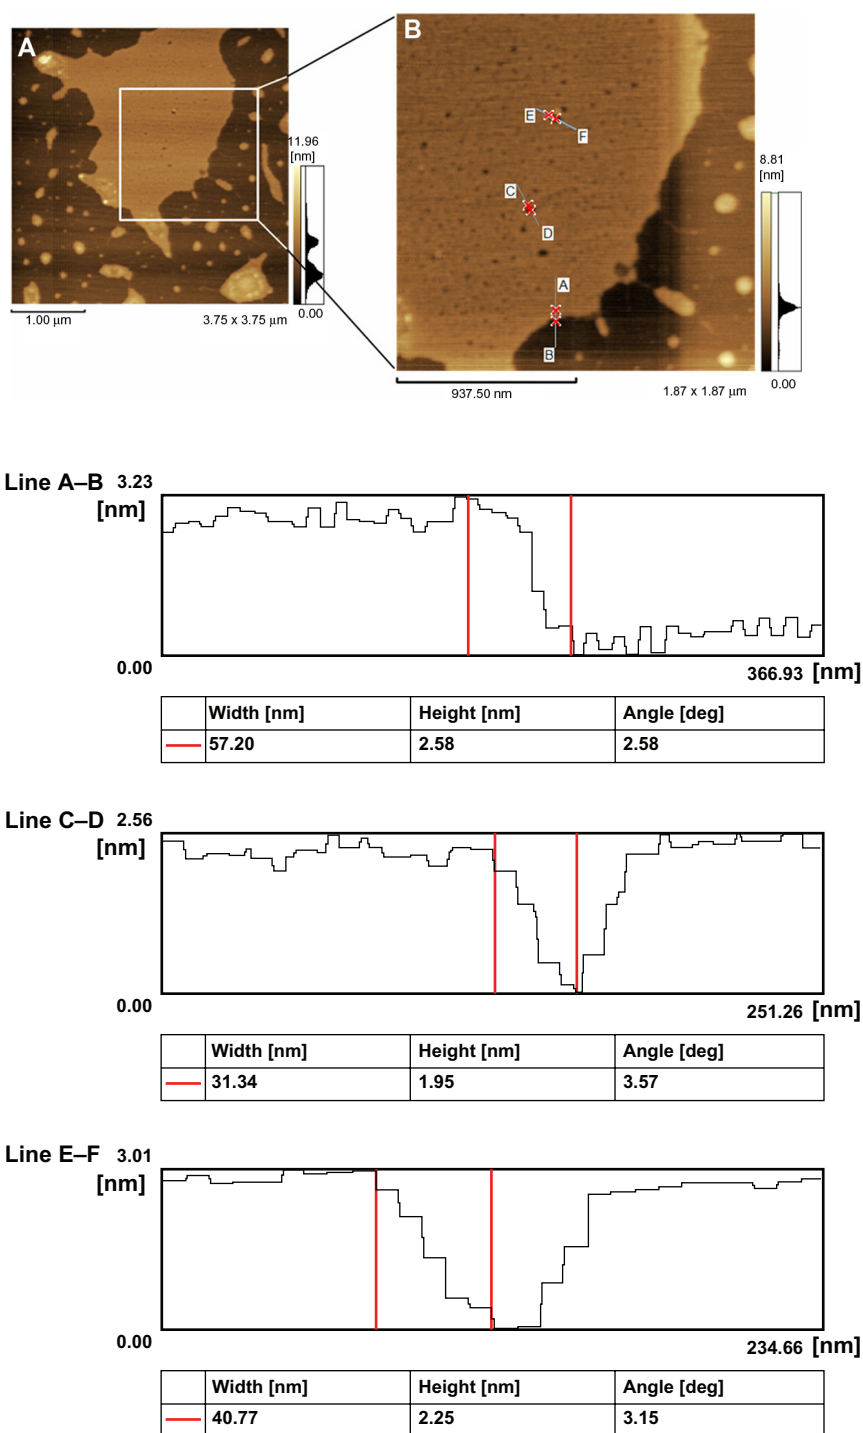 A
B
11.96
[nm]
0.00
1.00 μm
3.75 x 3.75 μm
E
F
C
D
A
B
8.81
[nm]
0.00
937.50 nm
1.87 x 1.87 μm
Line A–B 3.23
[nm]
0.00
366.93 [nm]
Width [nm] Height [nm] Angle [deg]
57.20 2.58 2.58
Line C–D 2.56
[nm]
0.00
251.26 [nm]
Width [nm] Height [nm] Angle [deg]
31.34 1.95 3.57
Line E–F 3.01
[nm]
0.00
234.66 [nm]
Width [nm] Height [nm] Angle [deg]
40.77 2.25 3.15